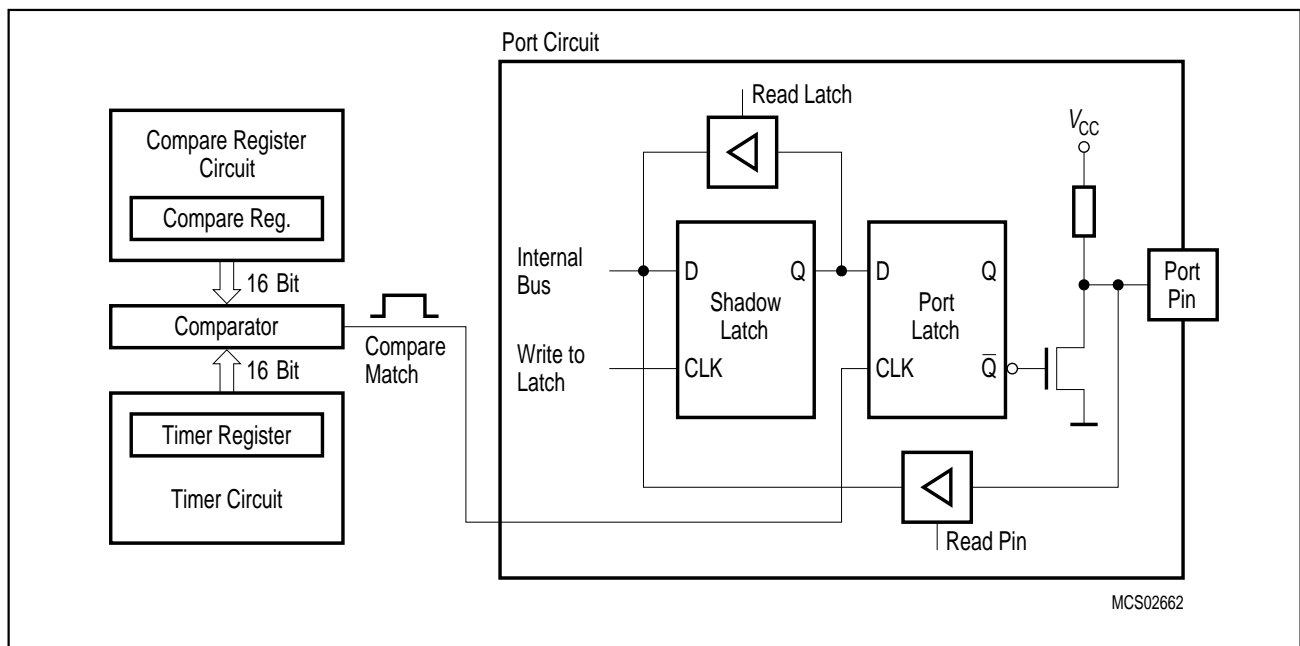 Port Circuit
Compare Register
Circuit
Compare Reg.
16 Bit
Comparator
16 Bit
Timer Register
Timer Circuit
Compare
Match
Read Latch
VCC
Internal
Bus
Write to
Latch
D
Q
Shadow
Latch
CLK
D
Q
Port
Latch
CLK
Q̅
Port
Pin
Read Pin
MCS02662